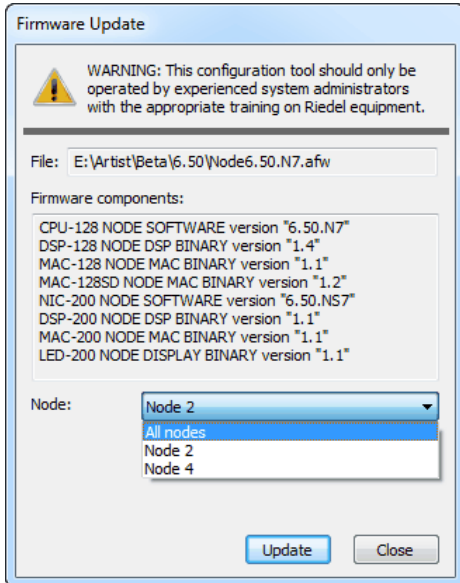 Firmware Update
WARNING: This configuration tool should only be
operated by experienced system administrators
with the appropriate training on Riedel equipment.
File: E:\Artist\Beta\6.50\Node6.50.N7.afw
Firmware components:
CPU-128 NODE SOFTWARE version "6.50.N7"
DSP-128 NODE DSP BINARY version "1.4"
MAC-128 NODE MAC BINARY version "1.1"
MAC-128SD NODE MAC BINARY version "1.2"
NIC-200 NODE SOFTWARE version "6.50.NS7"
DSP-200 NODE DSP BINARY version "1.1"
MAC-200 NODE MAC BINARY version "1.1"
LED-200 NODE DISPLAY BINARY version "1.1"
Node: Node 2
All nodes
Node 2
Node 4
Update Close